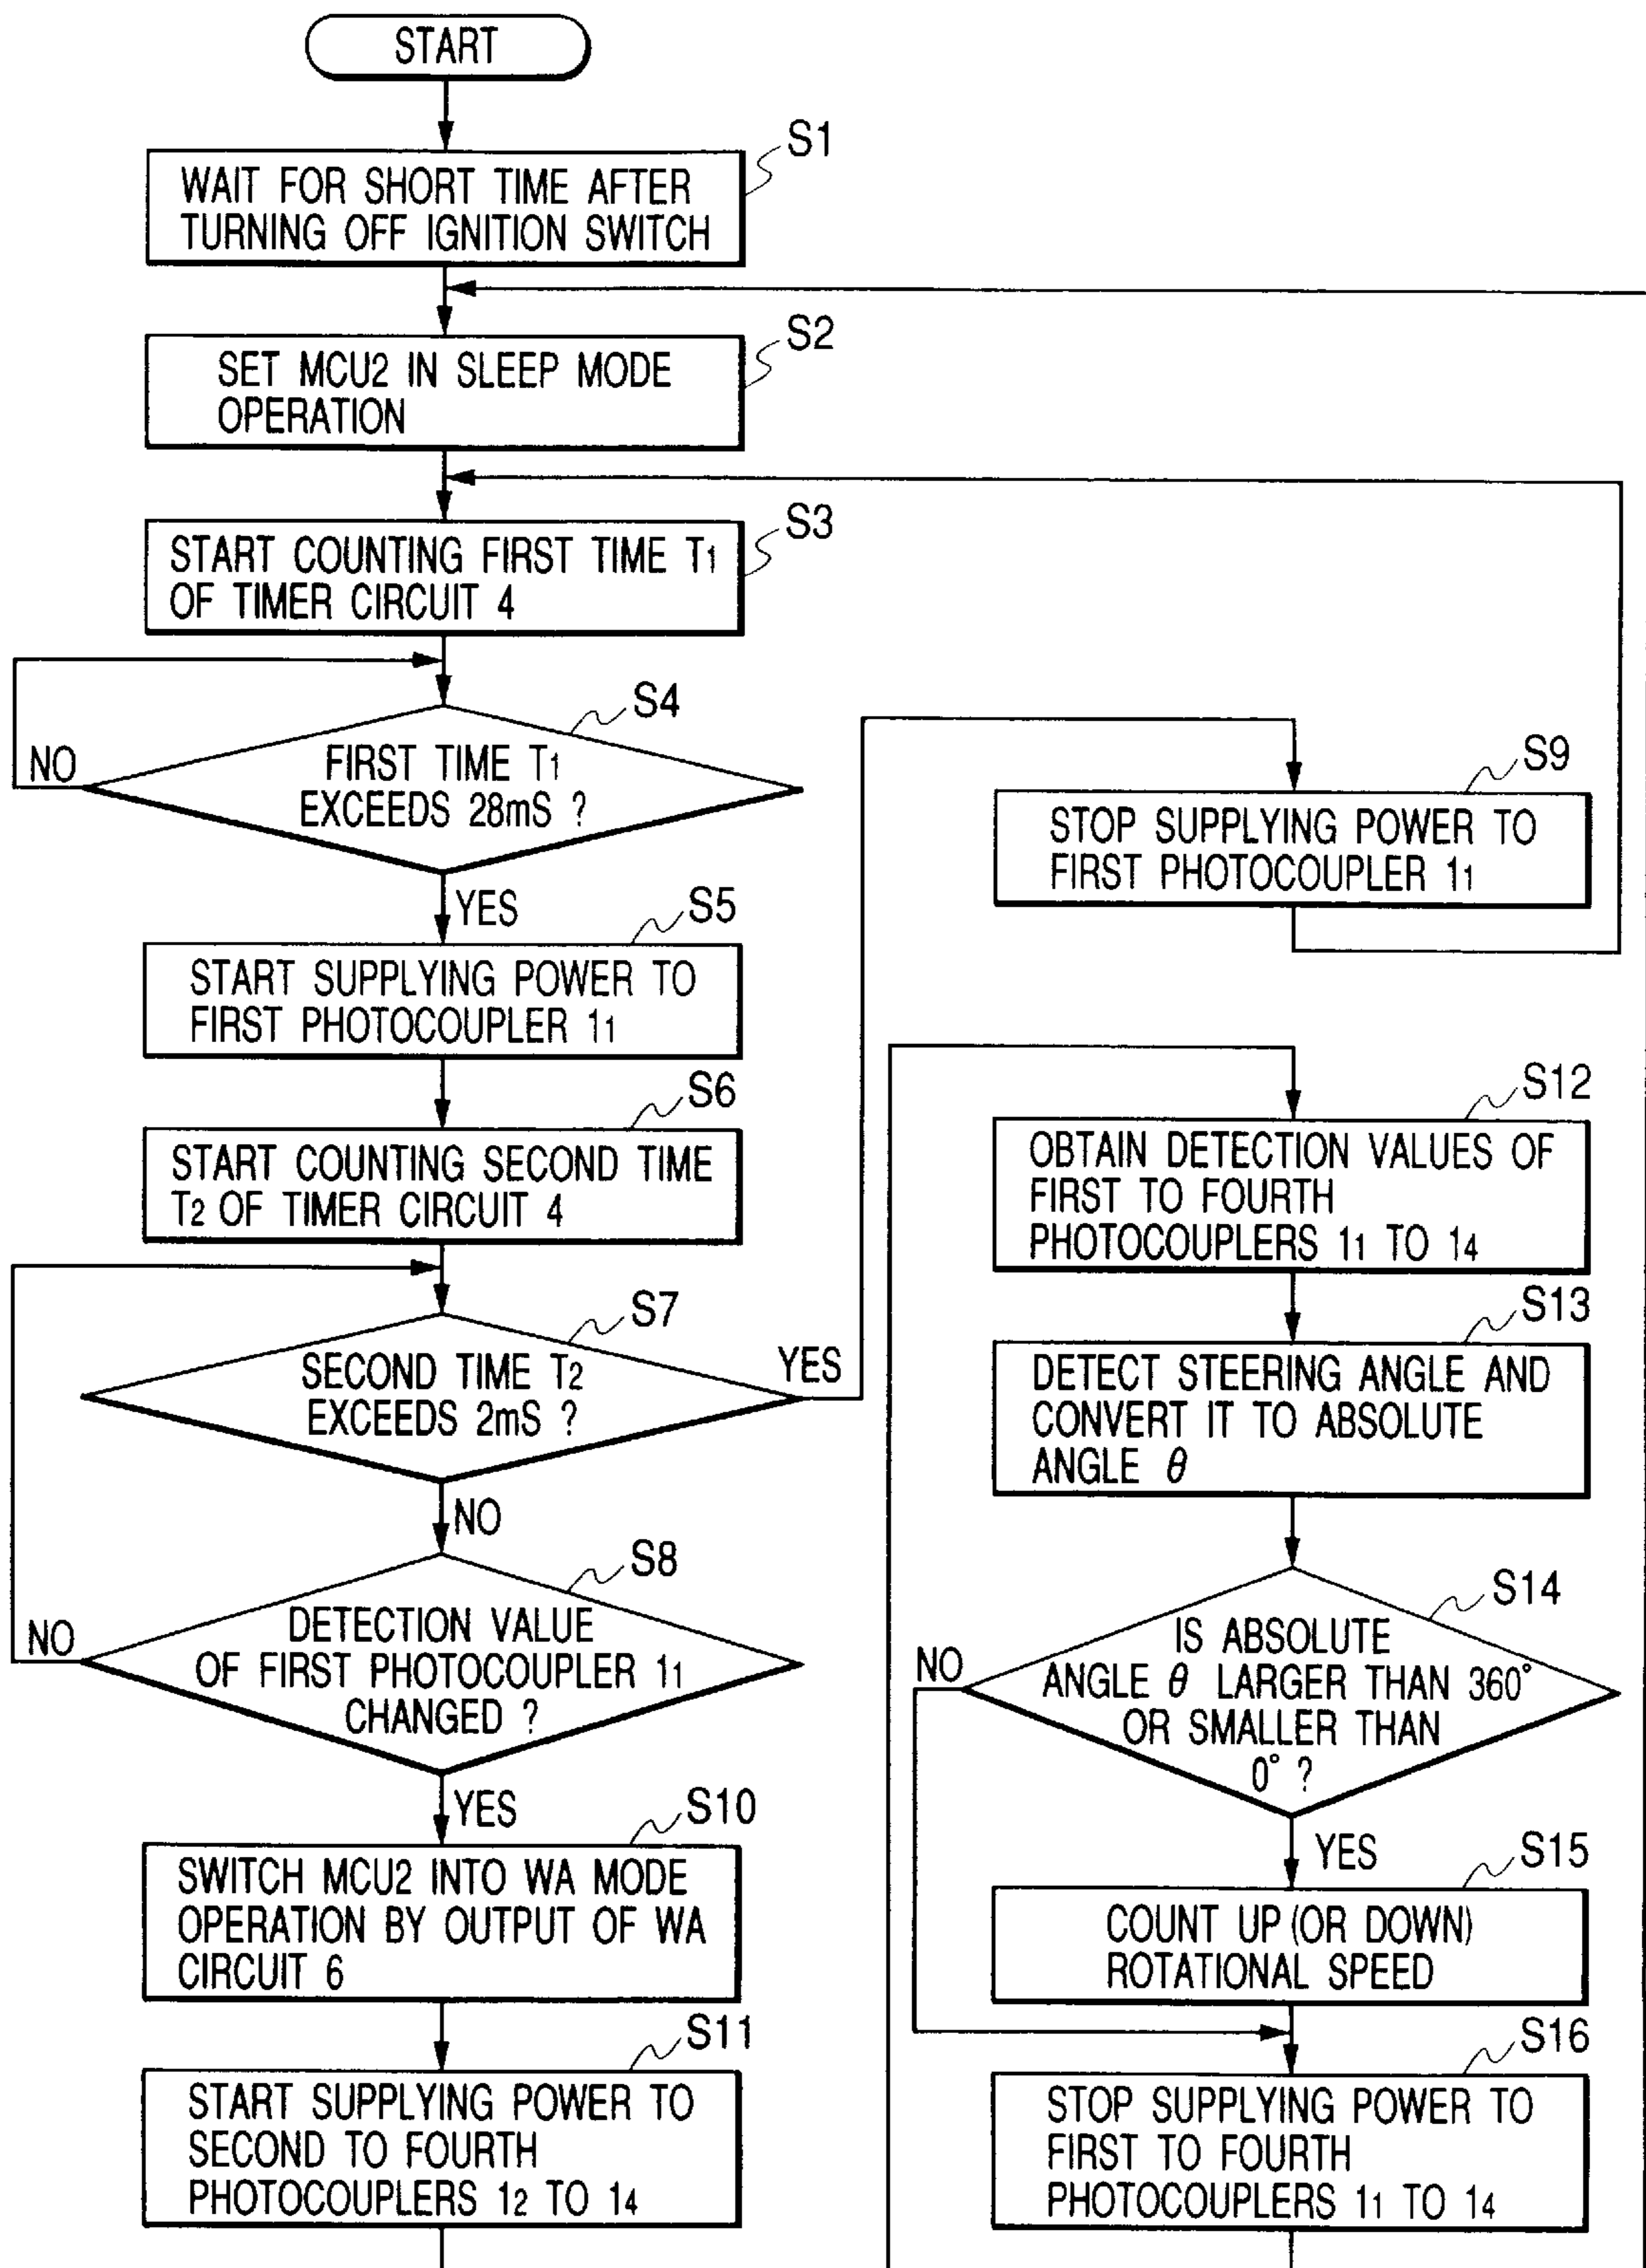 START
S1
WAIT FOR SHORT TIME AFTER
TURNING OFF IGNITION SWITCH
S2
SET MCU2 IN SLEEP MODE
OPERATION
S3
START COUNTING FIRST TIME T1
OF TIMER CIRCUIT 4
S4
NO
FIRST TIME T1
EXCEEDS 28mS ?
YES
S5
START SUPPLYING POWER TO
FIRST PHOTOCOUPLER 11
S6
START COUNTING SECOND TIME
T2 OF TIMER CIRCUIT 4
S7
SECOND TIME T2
EXCEEDS 2mS ?
YES
NO
S8
NO
DETECTION VALUE
OF FIRST PHOTOCOUPLER 11
CHANGED ?
YES
S10
SWITCH MCU2 INTO WA MODE
OPERATION BY OUTPUT OF WA
CIRCUIT 6
S11
START SUPPLYING POWER TO
SECOND TO FOURTH
PHOTOCOUPLERS 12 TO 14
S9
STOP SUPPLYING POWER TO
FIRST PHOTOCOUPLER 11
S12
OBTAIN DETECTION VALUES OF
FIRST TO FOURTH
PHOTOCOUPLERS 11 TO 14
S13
DETECT STEERING ANGLE AND
CONVERT IT TO ABSOLUTE
ANGLE θ
S14
NO
IS ABSOLUTE
ANGLE θ LARGER THAN 360°
OR SMALLER THAN
0° ?
YES
S15
COUNT UP (OR DOWN)
ROTATIONAL SPEED
S16
STOP SUPPLYING POWER TO
FIRST TO FOURTH
PHOTOCOUPLERS 11 TO 14